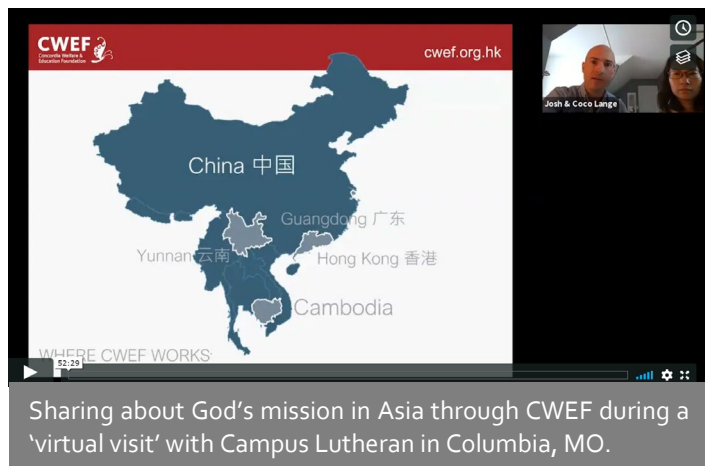 CWEF
Concordia Welfare &
Education Foundation
cwef.org.hk
Josh & Coco Lange
China 中国
Guangdong 广东
Yunnan 云南
Hong Kong 香港
Cambodia
WHERE CWEF WORKS
52:29
Sharing about God’s mission in Asia through CWEF during a
‘virtual visit’ with Campus Lutheran in Columbia, MO.